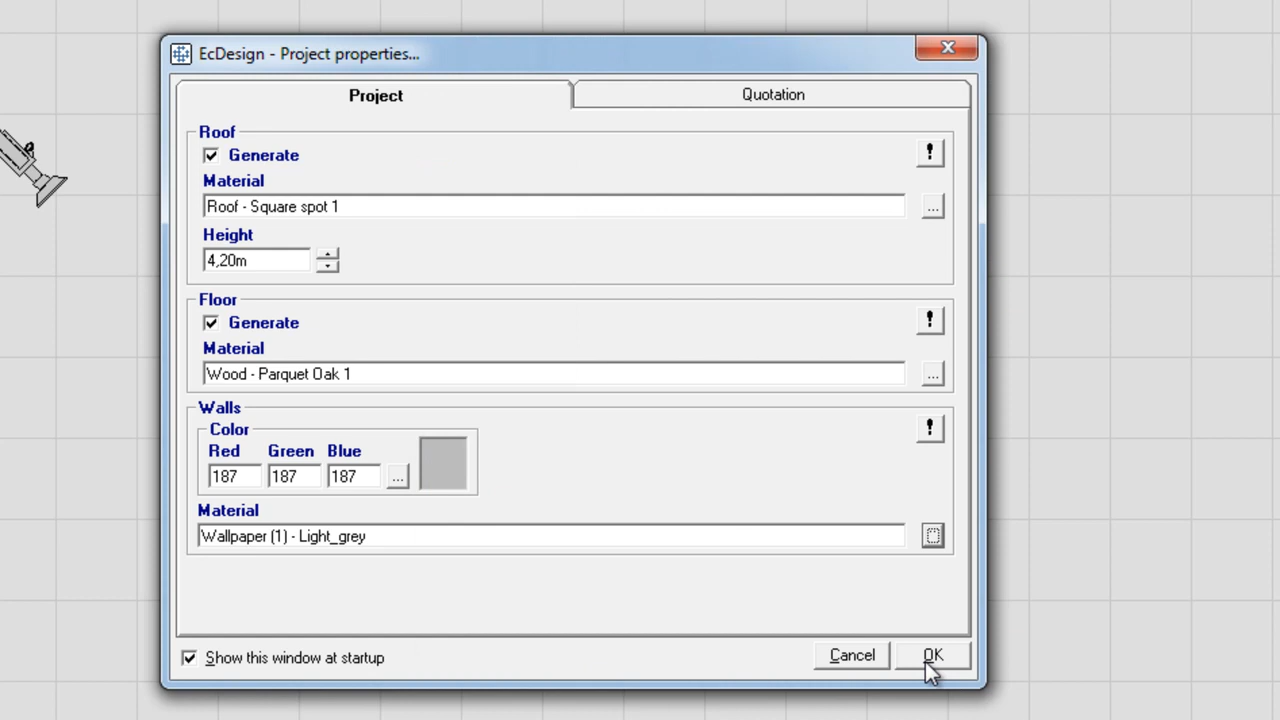 EcDesign - Project properties...
Project
Quotation
Roof
Generate
!
Material
Roof - Square spot 1
...
Height
4,20m
Floor
Generate
!
Material
Wood - Parquet Oak 1
...
Walls
!
Color
Red Green Blue
187 187 187 ...
Material
Wallpaper (1) - Light_grey
Show this window at startup
Cancel
OK